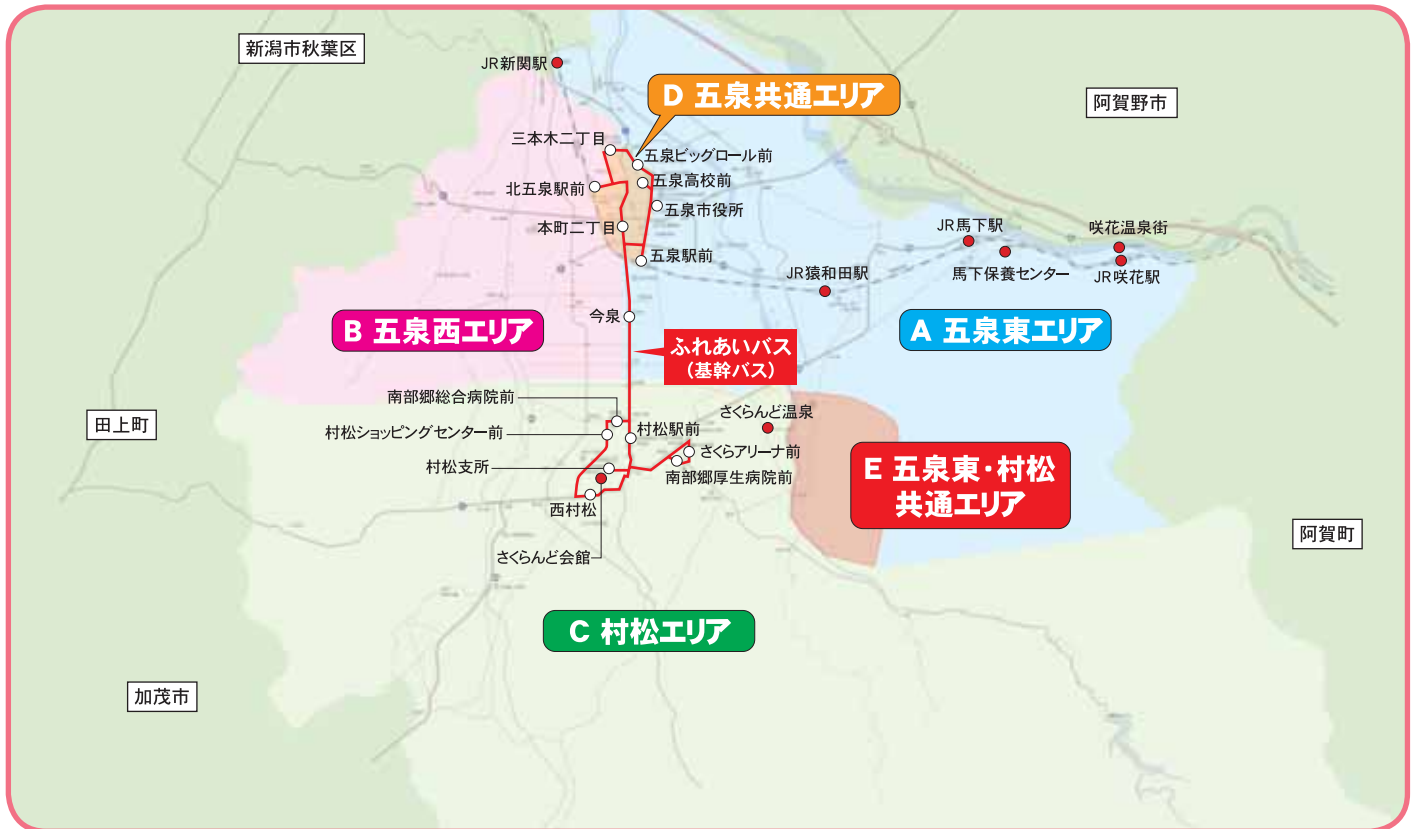 新潟市秋葉区
JR新関駅
D 五泉共通エリア
阿賀野市
三本木二丁目
五泉ビッグロール前
北五泉駅前
五泉高校前
五泉市役所
本町二丁目
五泉駅前
JR馬下駅
咲花温泉街
馬下保養センター
JR咲花駅
JR猿和田駅
今泉
B 五泉西エリア
A 五泉東エリア
ふれあいバス
(基幹バス)
南部郷総合病院前
さくらんど温泉
田上町
村松ショッピングセンター前
村松駅前
さくらアリーナ前
村松支所
南部郷厚生病院前
E 五泉東・村松
共通エリア
西村松
阿賀町
さくらんど会館
C 村松エリア
加茂市